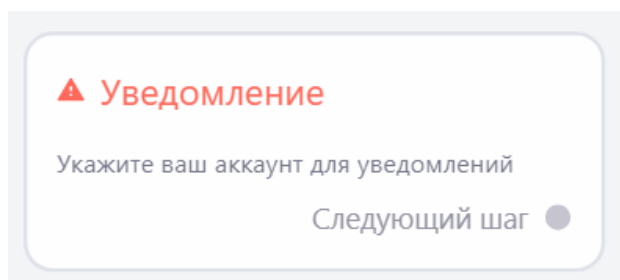 Уведомление
Укажите ваш аккаунт для уведомлений
Следующий шаг